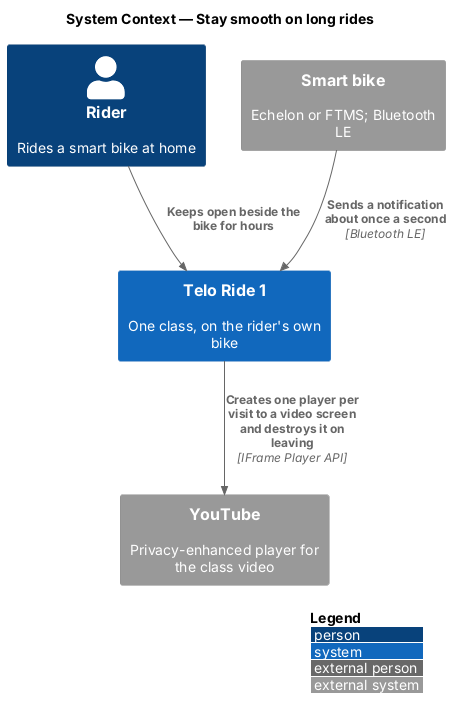 System Context — Stay smooth on long rides
Rider
Rides a smart bike at home
Smart bike
Echelon or FTMS; Bluetooth
LE
Keeps open beside the
bike for hours
Sends a notification
about once a second
[Bluetooth LE]
Telo Ride 1
One class, on the rider's own
bike
Creates one player per
visit to a video screen
and destroys it on
leaving
[IFrame Player API]
YouTube
Privacy-enhanced player for
the class video
Legend
person
system
external person
external system